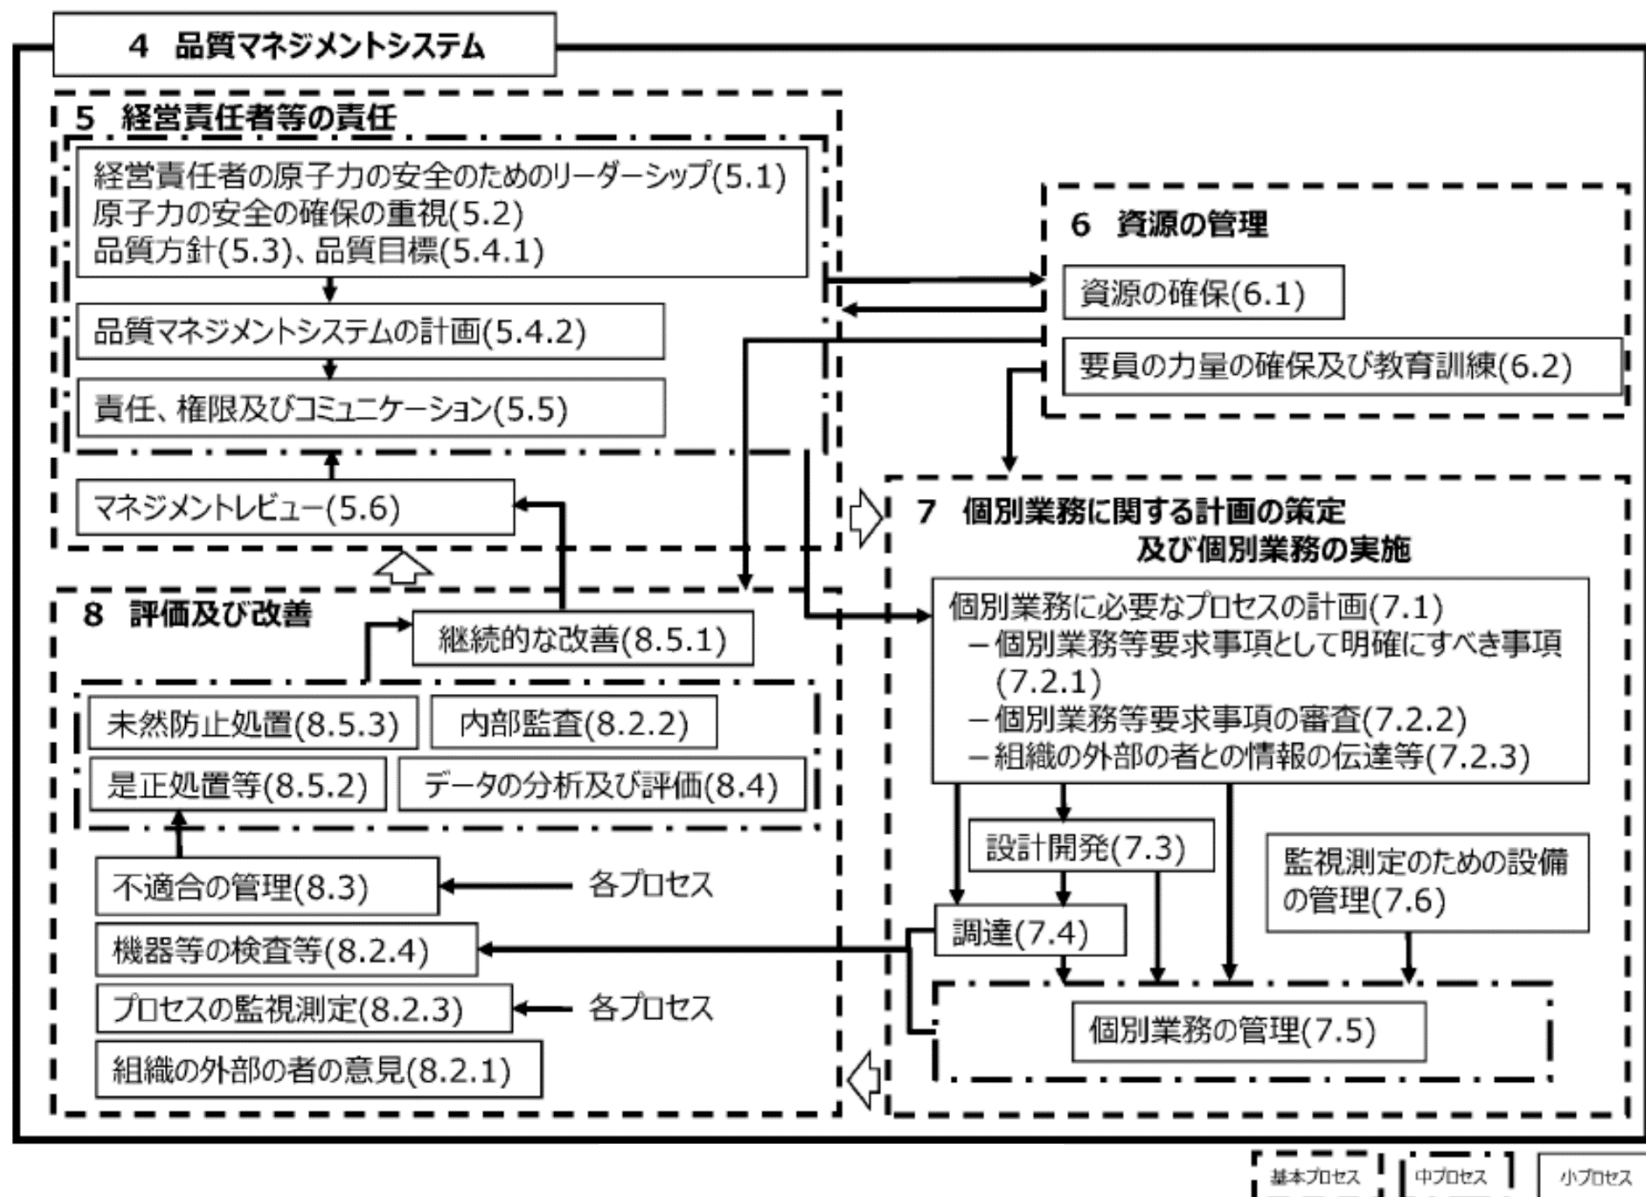 4 品質マネジメントシステム
5 経営責任者等の責任
経営責任者の原子力の安全のためのリーダーシップ(5.1)
原子力の安全の確保の重視(5.2)
品質方針(5.3)、品質目標(5.4.1)
品質マネジメントシステムの計画(5.4.2)
責任、権限及びコミュニケーション(5.5)
マネジメントレビュー(5.6)
6 資源の管理
資源の確保(6.1)
要員の力量の確保及び教育訓練(6.2)
7 個別業務に関する計画の策定
及び個別業務の実施
個別業務に必要なプロセスの計画(7.1)
－個別業務等要求事項として明確にすべき事項
(7.2.1)
－個別業務等要求事項の審査(7.2.2)
－組織の外部の者との情報の伝達等(7.2.3)
設計開発(7.3)
調達(7.4)
監視測定のための設備
の管理(7.6)
個別業務の管理(7.5)
8 評価及び改善
継続的な改善(8.5.1)
未然防止処置(8.5.3)
内部監査(8.2.2)
是正処置等(8.5.2)
データの分析及び評価(8.4)
不適合の管理(8.3)
各プロセス
機器等の検査等(8.2.4)
プロセスの監視測定(8.2.3)
各プロセス
組織の外部の者の意見(8.2.1)
基本プロセス
中プロセス
小プロセス